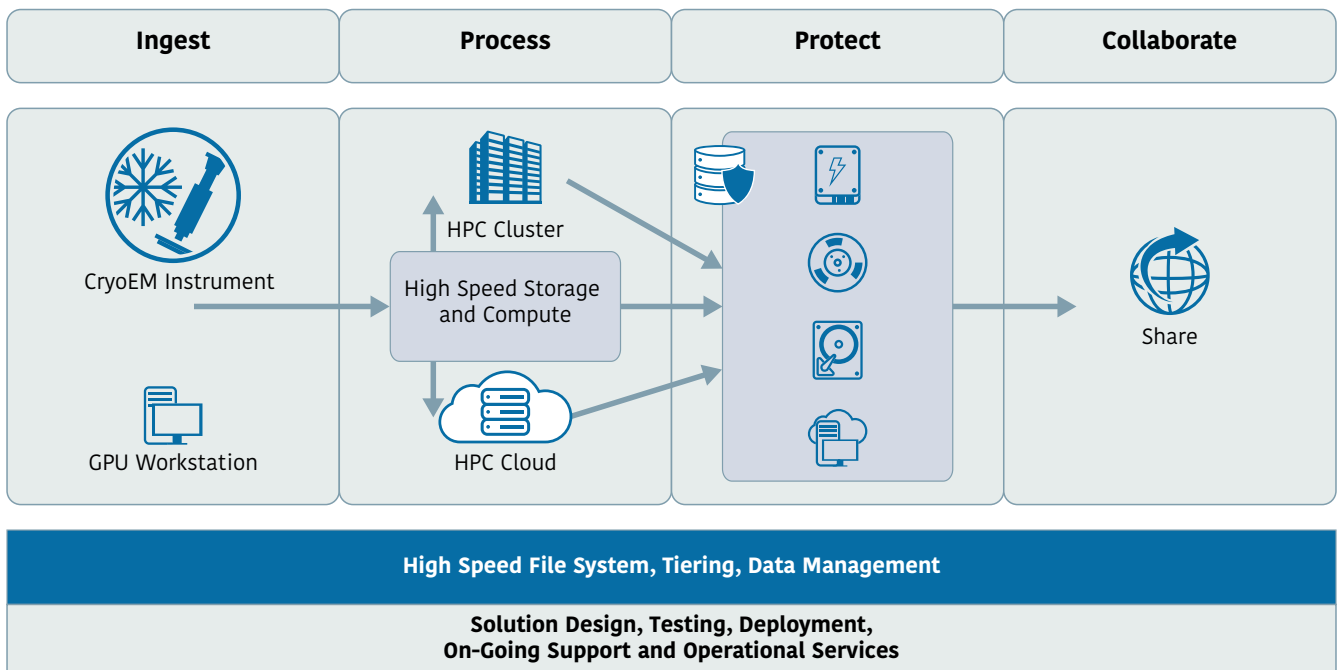 Ingest
Process
Protect
Collaborate
CryoEM Instrument
GPU Workstation
HPC Cluster
High Speed Storage
and Compute
HPC Cloud
Share
High Speed File System, Tiering, Data Management
Solution Design, Testing, Deployment,
On-Going Support and Operational Services